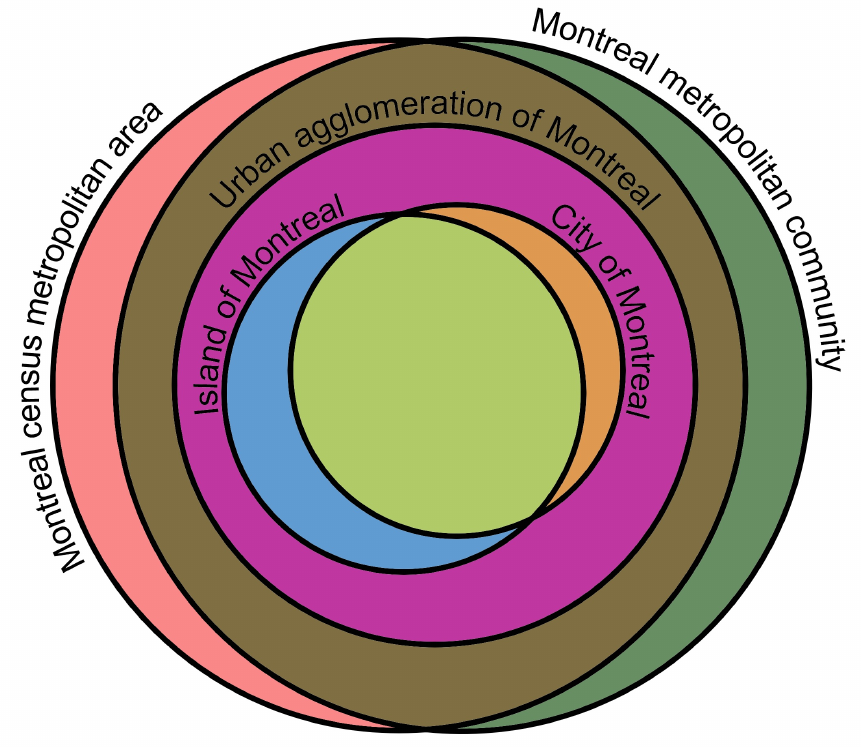 Montreal metropolitan community
Montreal census metropolitan area
Urban agglomeration of Montreal
Island of Montreal
City of Montreal